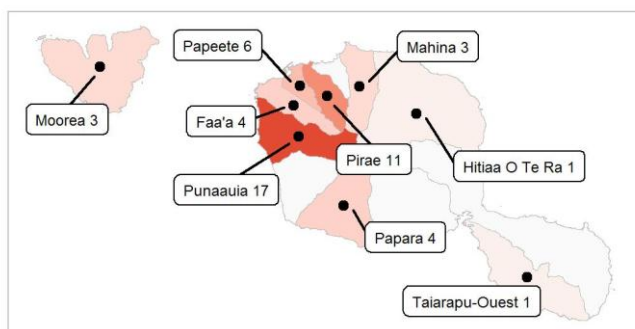 Papeete 6
Mahina 3
Moorea 3
Faa'a 4
Pirae 11
Hitiaa O Te Ra 1
Punaauia 17
Papara 4
Taiarapu-Ouest 1